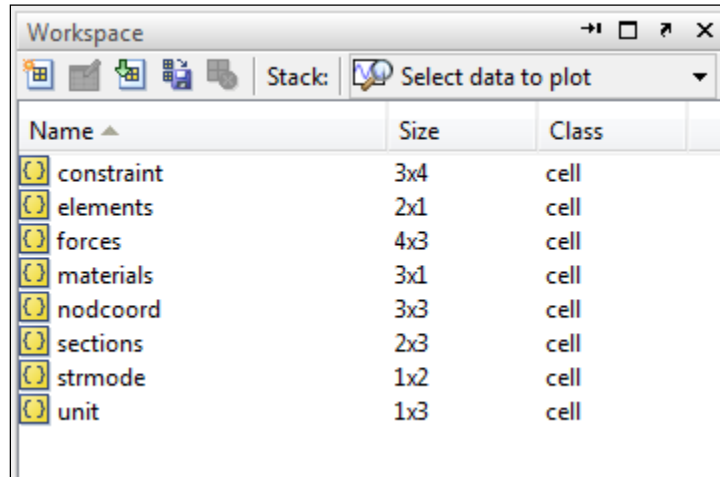 Workspace
Stack: Select data to plot
Name Size Class
constraint 3x4 cell
elements 2x1 cell
forces 4x3 cell
materials 3x1 cell
nodcoord 3x3 cell
sections 2x3 cell
strmode 1x2 cell
unit 1x3 cell